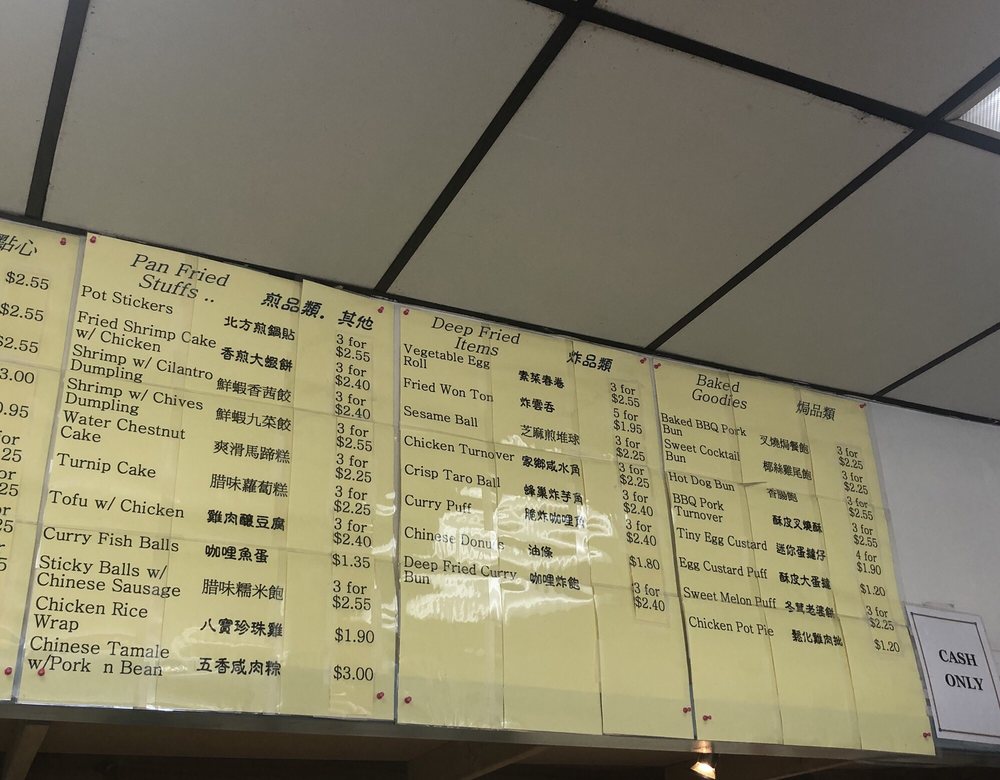 點心
$2.55
$2.55
2.55
3.00
0.95
Pan Fried
Stuffs ..
煎品類. 其他
Pot Stickers 北方煎鍋貼 3 for
$2.55
Fried Shrimp Cake
w/ Chicken 香煎大蝦餅 3 for
$2.40
Shrimp w/ Cilantro
Dumpling 鮮蝦香茜餃 3 for
$2.40
Shrimp w/ Chives
Dumpling 鮮蝦九菜餃 3 for
$2.55
Water Chestnut
Cake 爽滑馬蹄糕 3 for
$2.25
Turnip Cake 腊味蘿蔔糕 3 for
$2.25
Tofu w/ Chicken 雞肉釀豆腐 3 for
$2.40
Curry Fish Balls 咖哩魚蛋 $1.35
Sticky Balls w/
Chinese Sausage 腊味糯米飽 3 for
$2.55
Chicken Rice
Wrap 八寶珍珠雞 $1.90
Chinese Tamale
w/Pork n Bean 五香咸肉粽 $3.00
Deep Fried
Items
炸品類
Vegetable Egg
Roll 素菜春卷 3 for
$2.55
Fried Won Ton 炸雲吞 5 for
$1.95
Sesame Ball 芝麻煎堆球 3 for
$2.25
Chicken Turnover 家鄉咸水角 3 for
$2.40
Crisp Taro Ball 蜂巢炸芋角 3 for
$2.40
Curry Puff 脆炸咖哩角
Chinese Donuts 油條 $1.80
Deep Fried Curry
Bun 咖哩炸飽 3 for
$2.40
Baked
Goodies
焗品類
Baked BBQ Pork
Bun 叉燒焗餐飽 3 for
$2.25
Sweet Cocktail
Bun 椰絲雞尾飽 3 for
$2.25
Hot Dog Bun 香腸飽 3 for
$2.55
BBQ Pork
Turnover 酥皮叉燒酥 3 for
$2.25
Tiny Egg Custard 迷你蛋撻仔 4 for
$1.90
Egg Custard Puff 酥皮大蛋撻 $1.20
Sweet Melon Puff 冬茸老婆餅 3 for
$2.25
Chicken Pot Pie 鬆化雞肉批 $1.20
CASH
ONLY